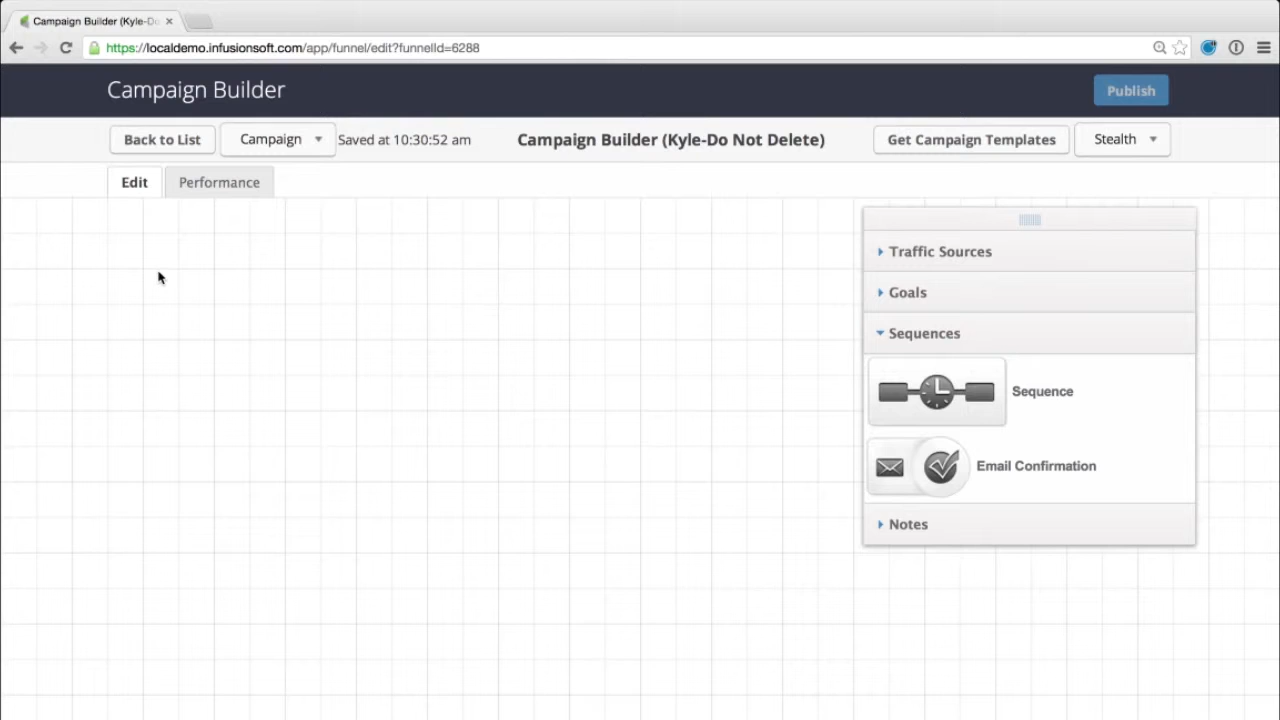 Campaign Builder (Kyle-Do
https://localdemo.infusionsoft.com/app/funnel/edit?funnelId=6288
Campaign Builder
Publish
Back to List
Campaign
Saved at 10:30:52 am
Campaign Builder (Kyle-Do Not Delete)
Get Campaign Templates
Stealth
Edit
Performance
Traffic Sources
Goals
Sequences
Sequence
Email Confirmation
Notes